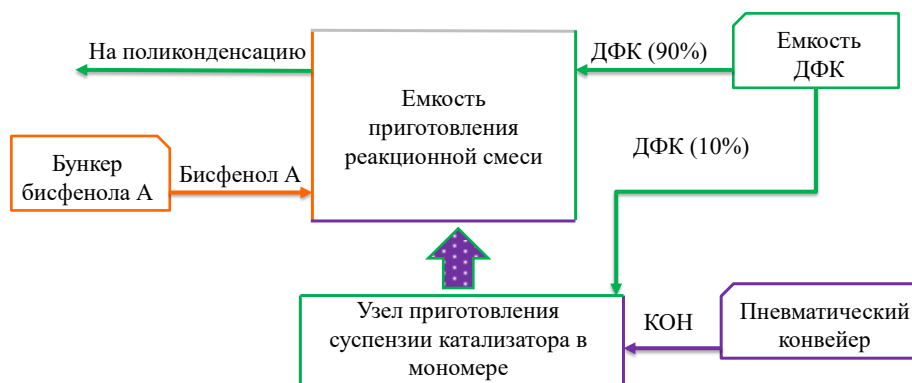 На поликонденсацию
Емкость
приготовления
реакционной смеси
ДФК (90%)
Емкость
ДФК
ДФК (10%)
Бункер
бисфенола А
Бисфенол А
Узел приготовления
суспензии катализатора в
мономере
КОН
Пневматический
конвейер